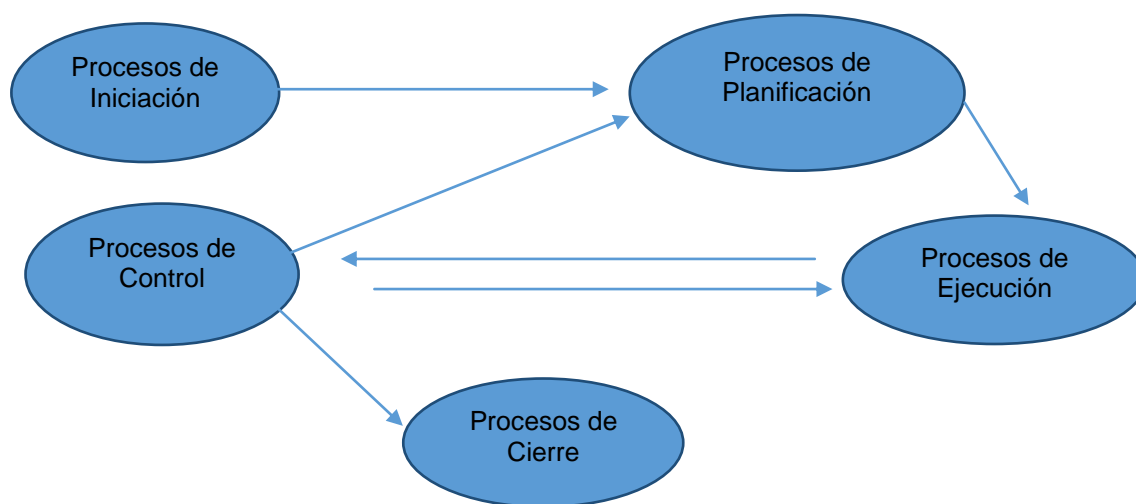 Procesos de
Iniciación
Procesos de
Planificación
Procesos de
Control
Procesos de
Ejecución
Procesos de
Cierre